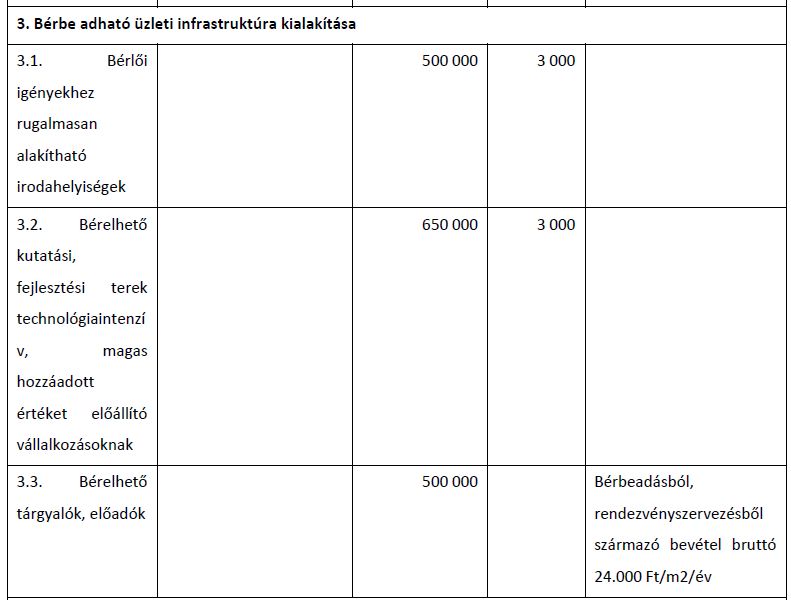 3. Bérbe adható üzleti infrastruktúra kialakítása
3.1. Bérlői 500 000 3 000
igényekhez
rugalmasan
alakítható
irodahelyiségek
3.2. Bérelhető 650 000 3 000
kutatási,
fejlesztési terek
technológiaintenzí
v, magas
hozzáadott
értéket előállító
vállalkozásoknak
3.3. Bérelhető 500 000 Bérbeadásból,
tárgyalók, előadók rendezvényszervezésből
származó bevétel bruttó
24.000 Ft/m2/év